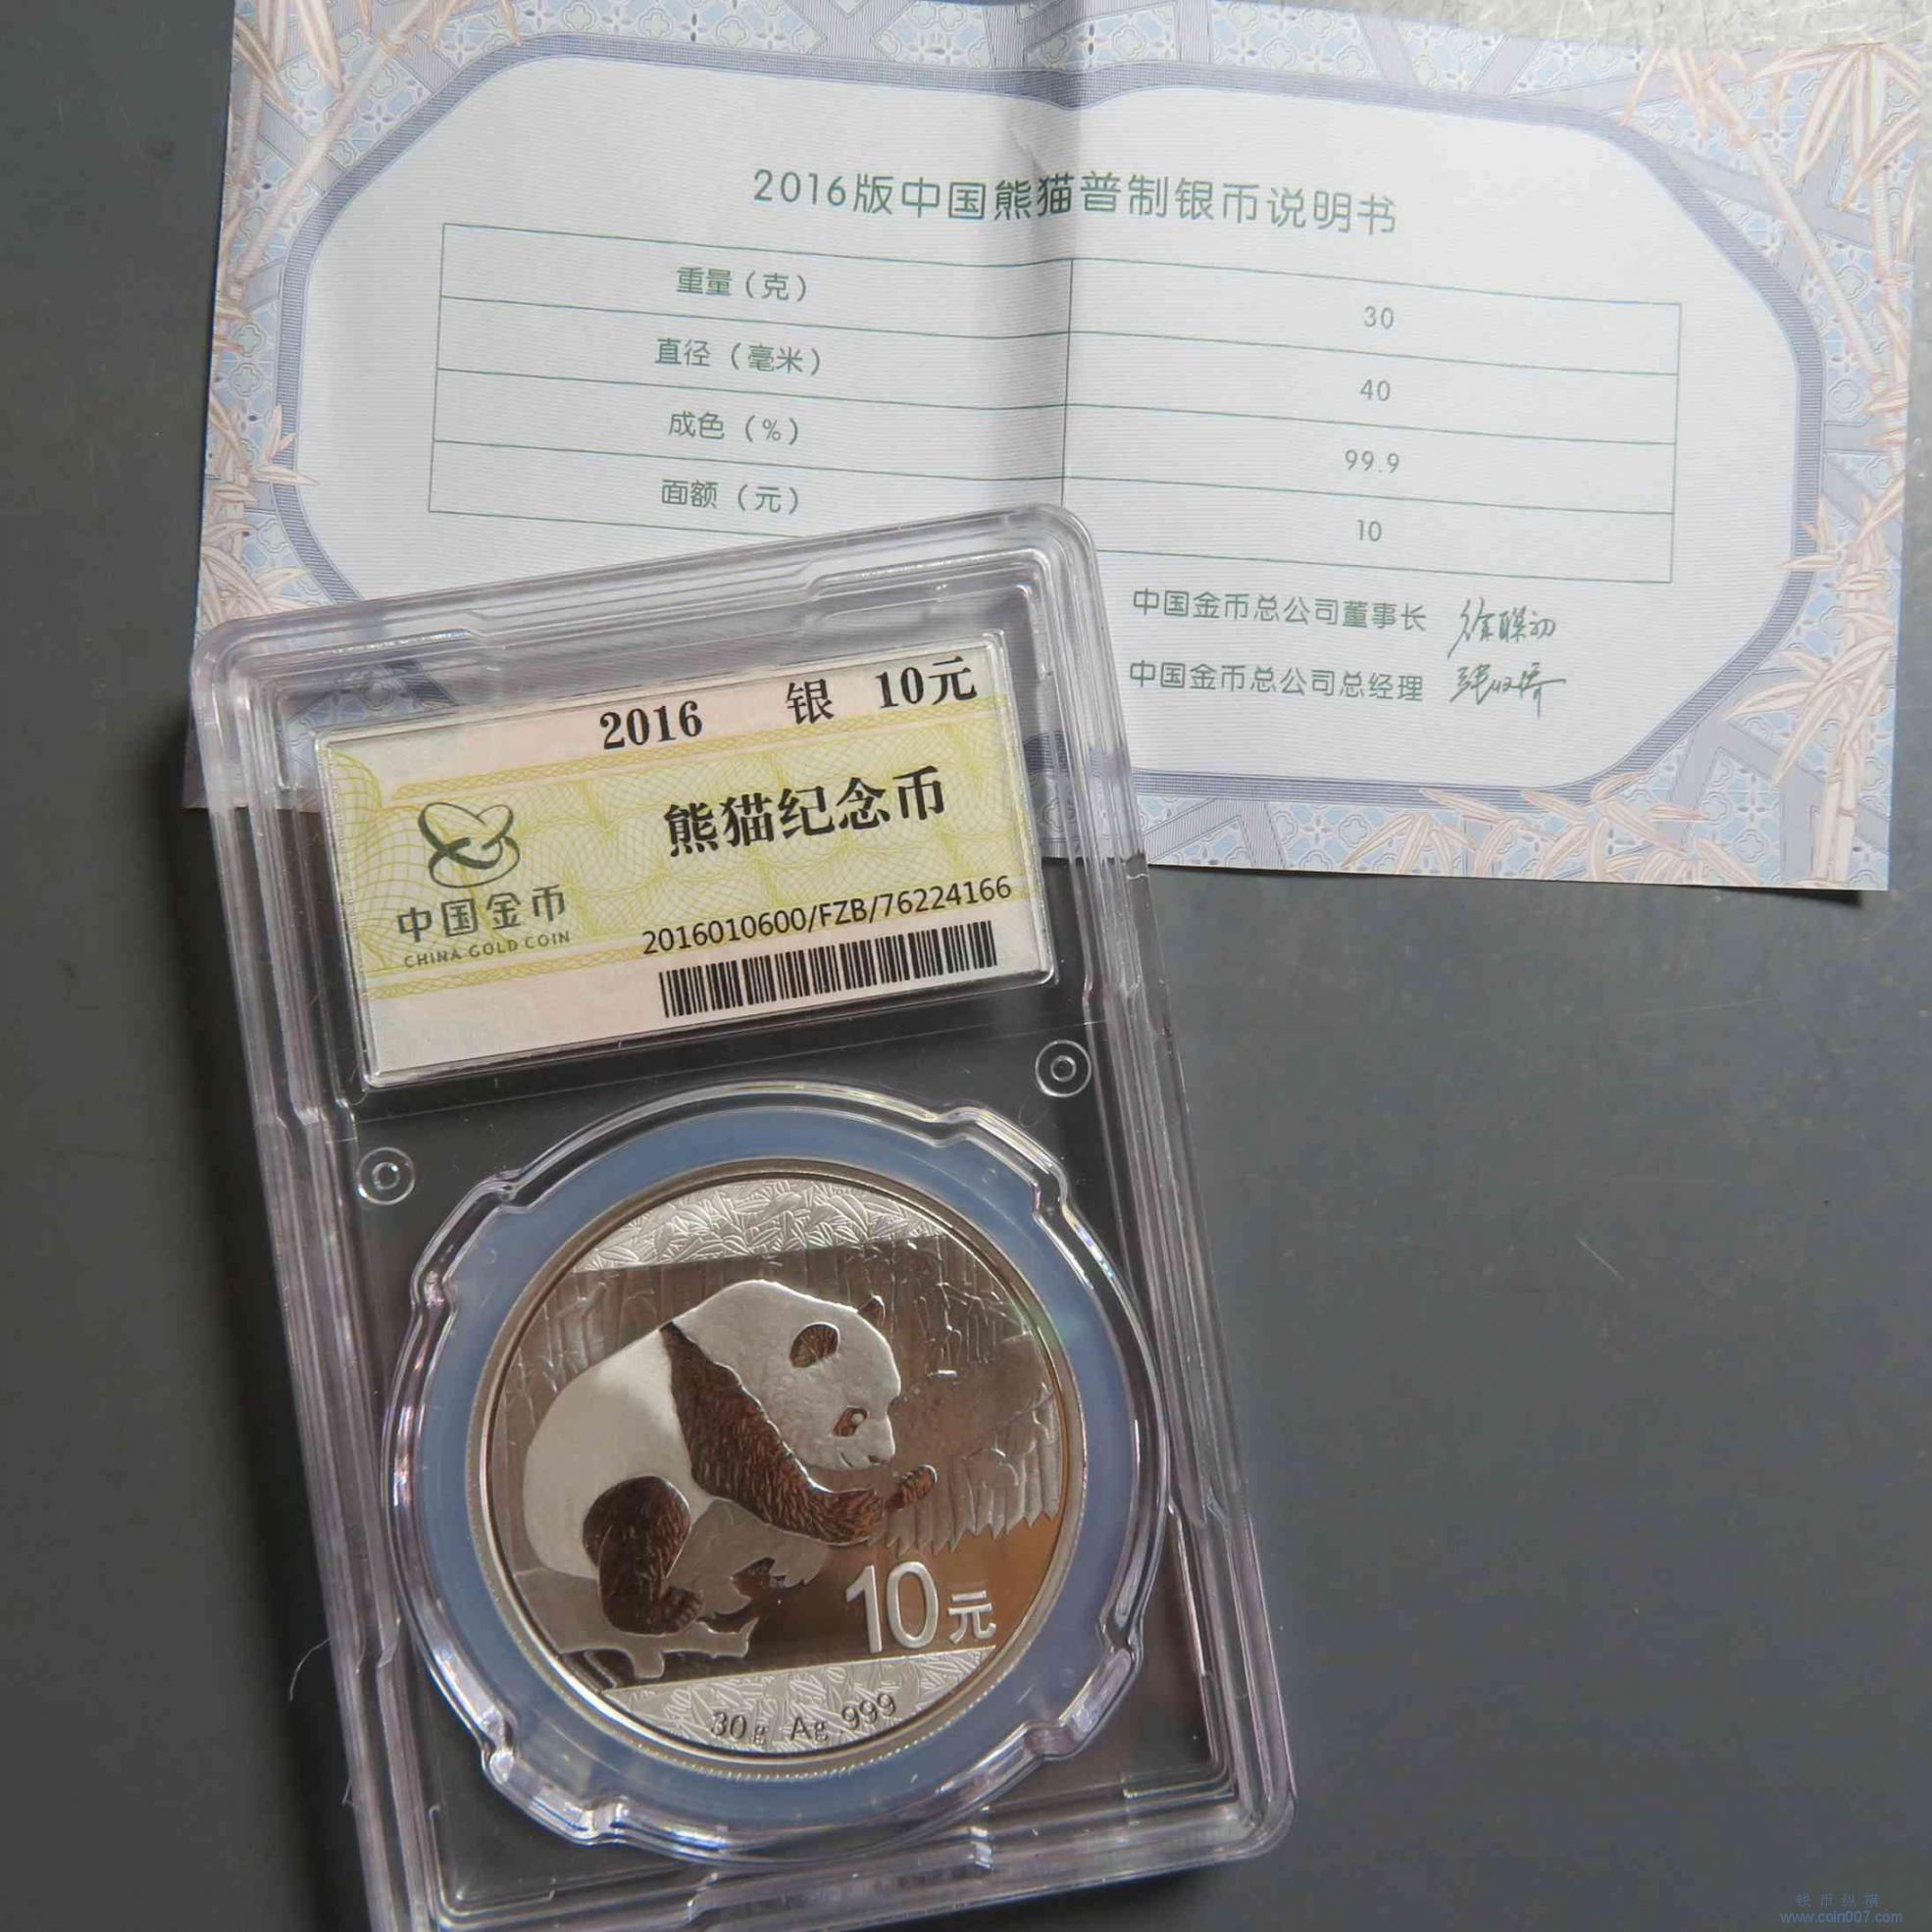 2016版中国熊猫普制银币说明书
重量（克） 30
直径（毫米） 40
成色（%） 99.9
面额（元） 10
中国金币总公司董事长
中国金币总公司总经理
2016 银 10元
熊猫纪念币
中国金币
CHINA GOLD COIN
2016010600/FZB/76224166
10元
30g Ag.999
钱币纵横
www.coin007.com